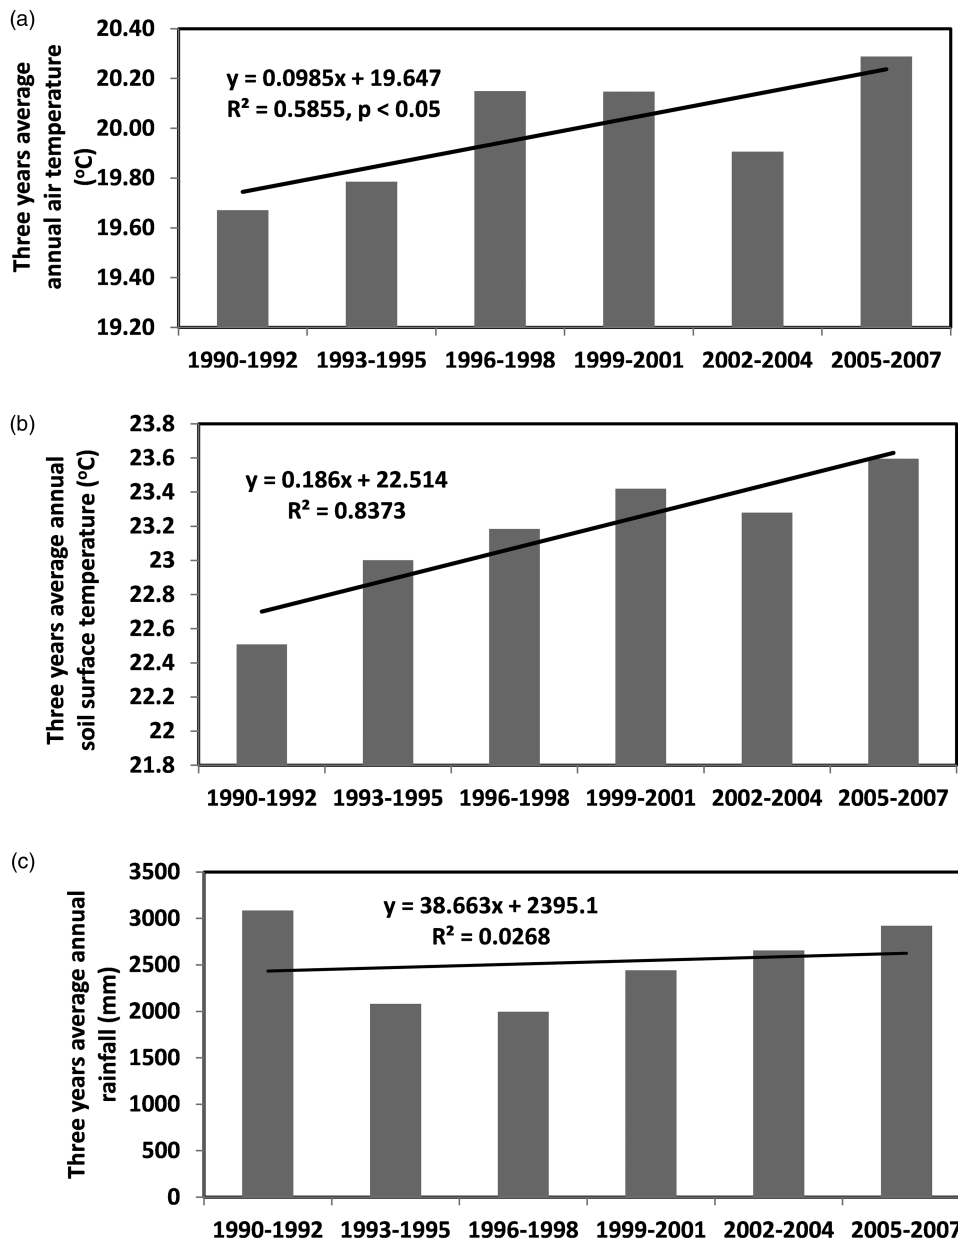 (a)
Three years average
annual air temperature
(°C)
20.40
20.20
20.00
19.80
19.60
19.40
19.20
y = 0.0985x + 19.647
R² = 0.5855, p < 0.05
1990-1992 1993-1995 1996-1998 1999-2001 2002-2004 2005-2007
(b)
Three years average annual
soil surface temperature (°C)
23.8
23.6
23.4
23.2
23
22.8
22.6
22.4
22.2
22
21.8
y = 0.186x + 22.514
R² = 0.8373
1990-1992 1993-1995 1996-1998 1999-2001 2002-2004 2005-2007
(c)
Three years average annual
rainfall (mm)
3500
3000
2500
2000
1500
1000
500
0
y = 38.663x + 2395.1
R² = 0.0268
1990-1992 1993-1995 1996-1998 1999-2001 2002-2004 2005-2007